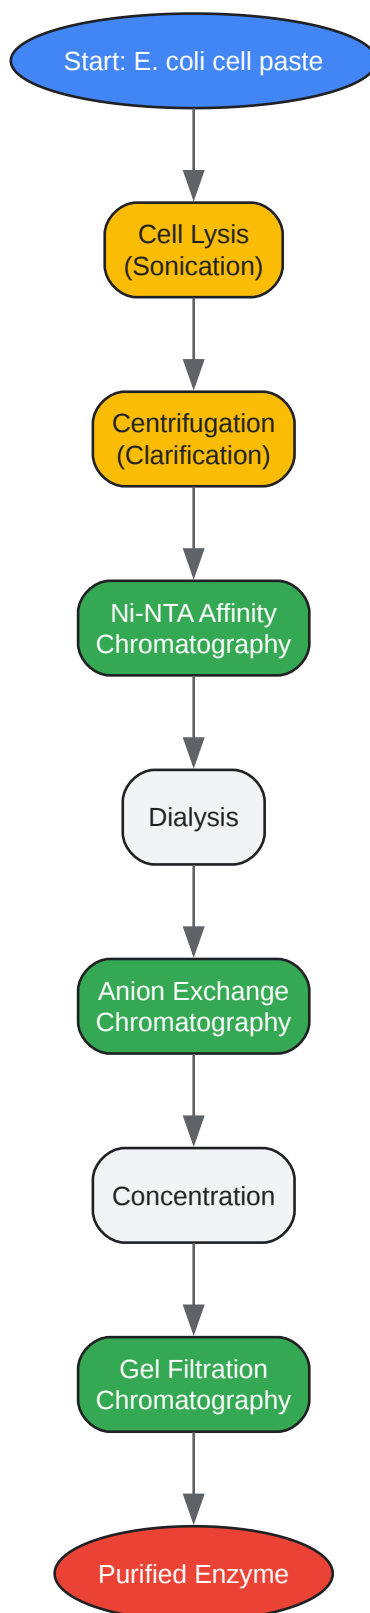 Start: E. coli cell paste
Cell Lysis
(Sonication)
Centrifugation
(Clarification)
Ni-NTA Affinity
Chromatography
Dialysis
Anion Exchange
Chromatography
Concentration
Gel Filtration
Chromatography
Purified Enzyme